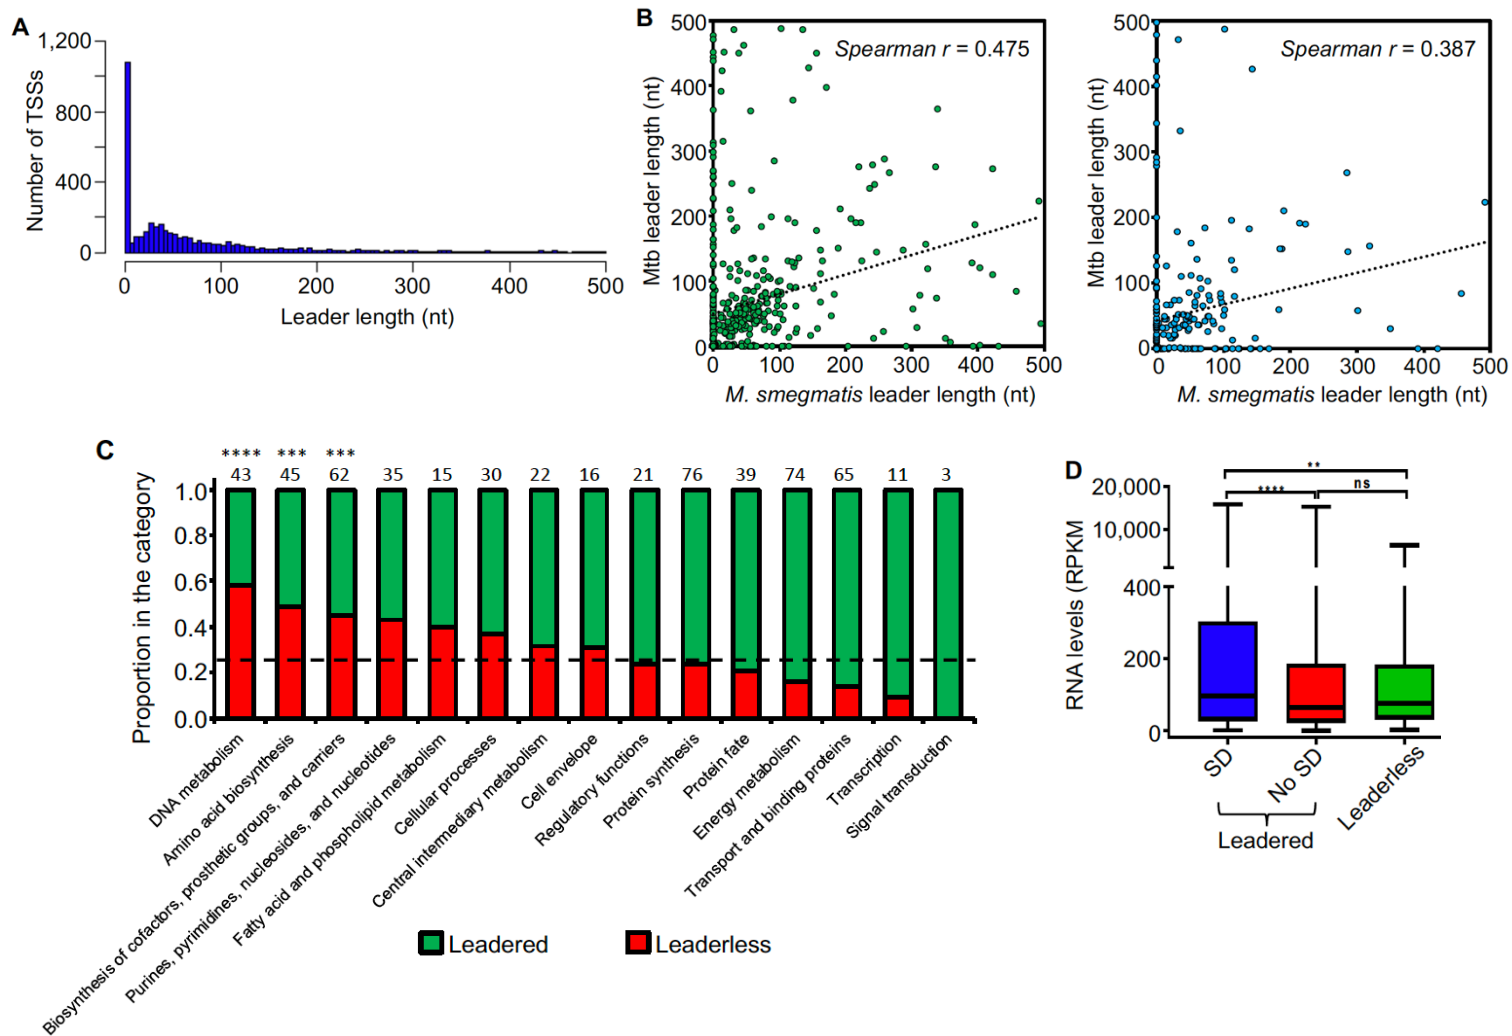 A
1,200
800
400
0
Number of TSSs
0 100 200 300 400 500
Leader length (nt)
B
500
400
300
200
100
0
Mtb leader length (nt)
Spearman r = 0.475
0 100 200 300 400 500
M. smegmatis leader length (nt)
500
400
300
200
100
0
Mtb leader length (nt)
Spearman r = 0.387
0 100 200 300 400 500
M. smegmatis leader length (nt)
C
**** *** ***
43 45 62 35 15 30 22 16 21 76 39 74 65 11 3
1.0
0.8
0.6
0.4
0.2
0.0
Proportion in the category
DNA metabolism
Amino acid biosynthesis
Biosynthesis of cofactors, prosthetic groups, and carriers
Purines, pyrimidines, nucleosides, and nucleotides
Fatty acid and phospholipid metabolism
Cellular processes
Central intermediary metabolism
Cell envelope
Regulatory functions
Protein synthesis
Protein fate
Energy metabolism
Transport and binding proteins
Transcription
Signal transduction
Leadered
Leaderless
D
**
**** ns
20,000
10,000
400
200
0
RNA levels (RPKM
SD
No SD
Leaderless
Leadered